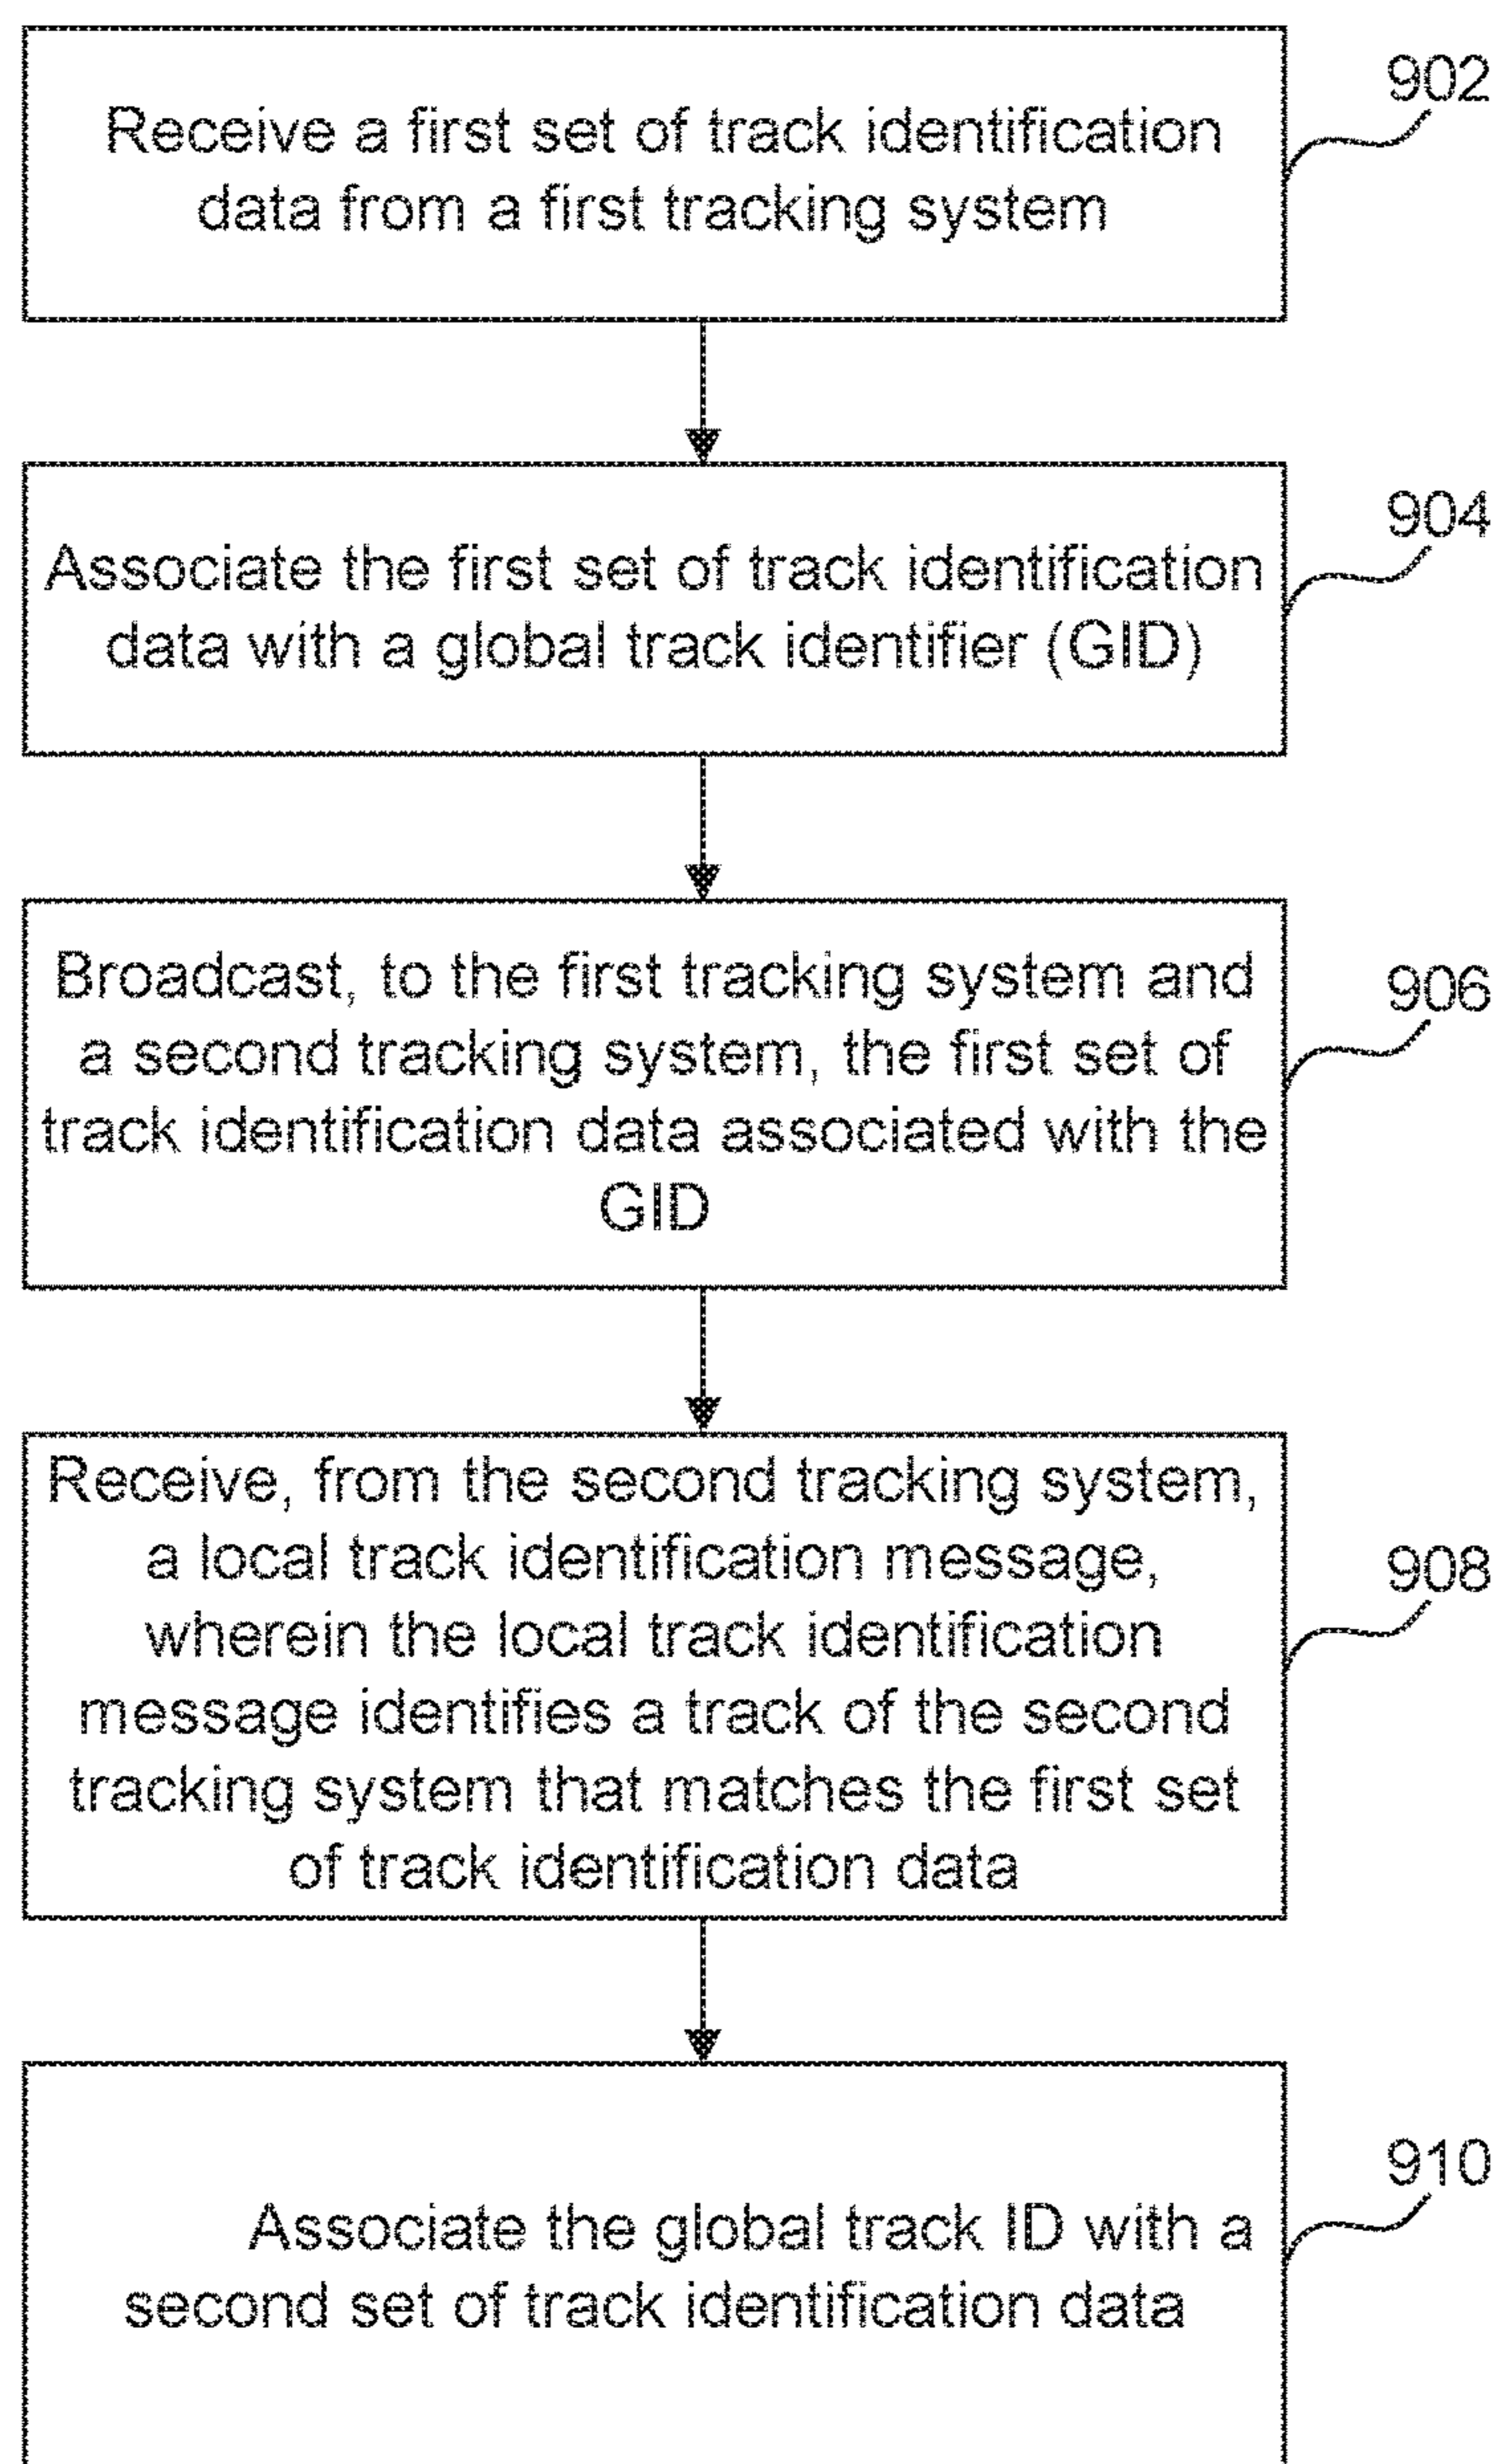 Receive a first set of track identification
data from a first tracking system
902
Associate the first set of track identification
data with a global track identifier (GID)
904
Broadcast, to the first tracking system and
a second tracking system, the first set of
track identification data associated with the
GID
906
Receive, from the second tracking system,
a local track identification message,
wherein the local track identification
message identifies a track of the second
tracking system that matches the first set
of track identification data
908
Associate the global track ID with a
second set of track identification data
910